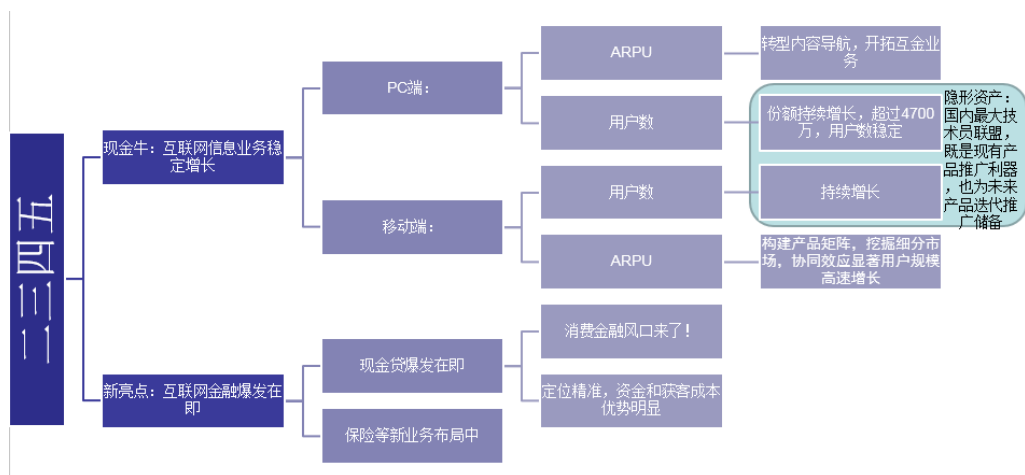 二三四五
现金牛：互联网信息业务稳
定增长
PC端：
ARPU
转型内容导航，开拓互金业
务
用户数
份额持续增长，超过4700
万，用户数稳定
移动端：
用户数
持续增长
ARPU
构建产品矩阵，挖掘细分市
场，协同效应显著用户规模
高速增长
隐形资产：
国内最大技
术员联盟，
既是现有产
品推广利器
，也为未来
产品迭代推
广储备
新亮点：互联网金融爆发在
即
现金贷爆发在即
消费金融风口来了！
定位精准，资金和获客成本
优势明显
保险等新业务布局中